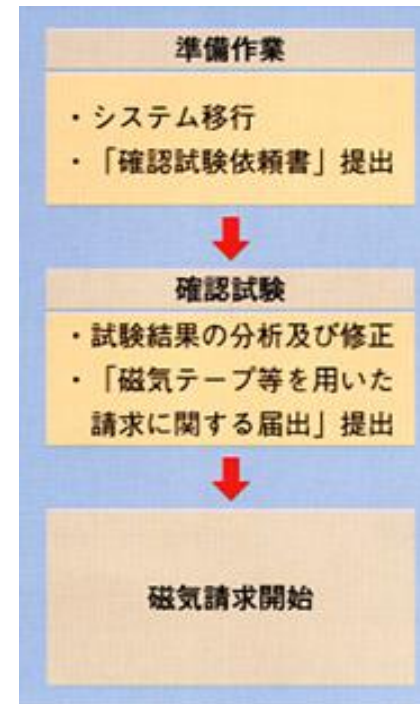 準備作業
・システム移行
・「確認試験依頼書」提出
確認試験
・試験結果の分析及び修正
・「磁気テープ等を用いた
請求に関する届出」提出
磁気請求開始